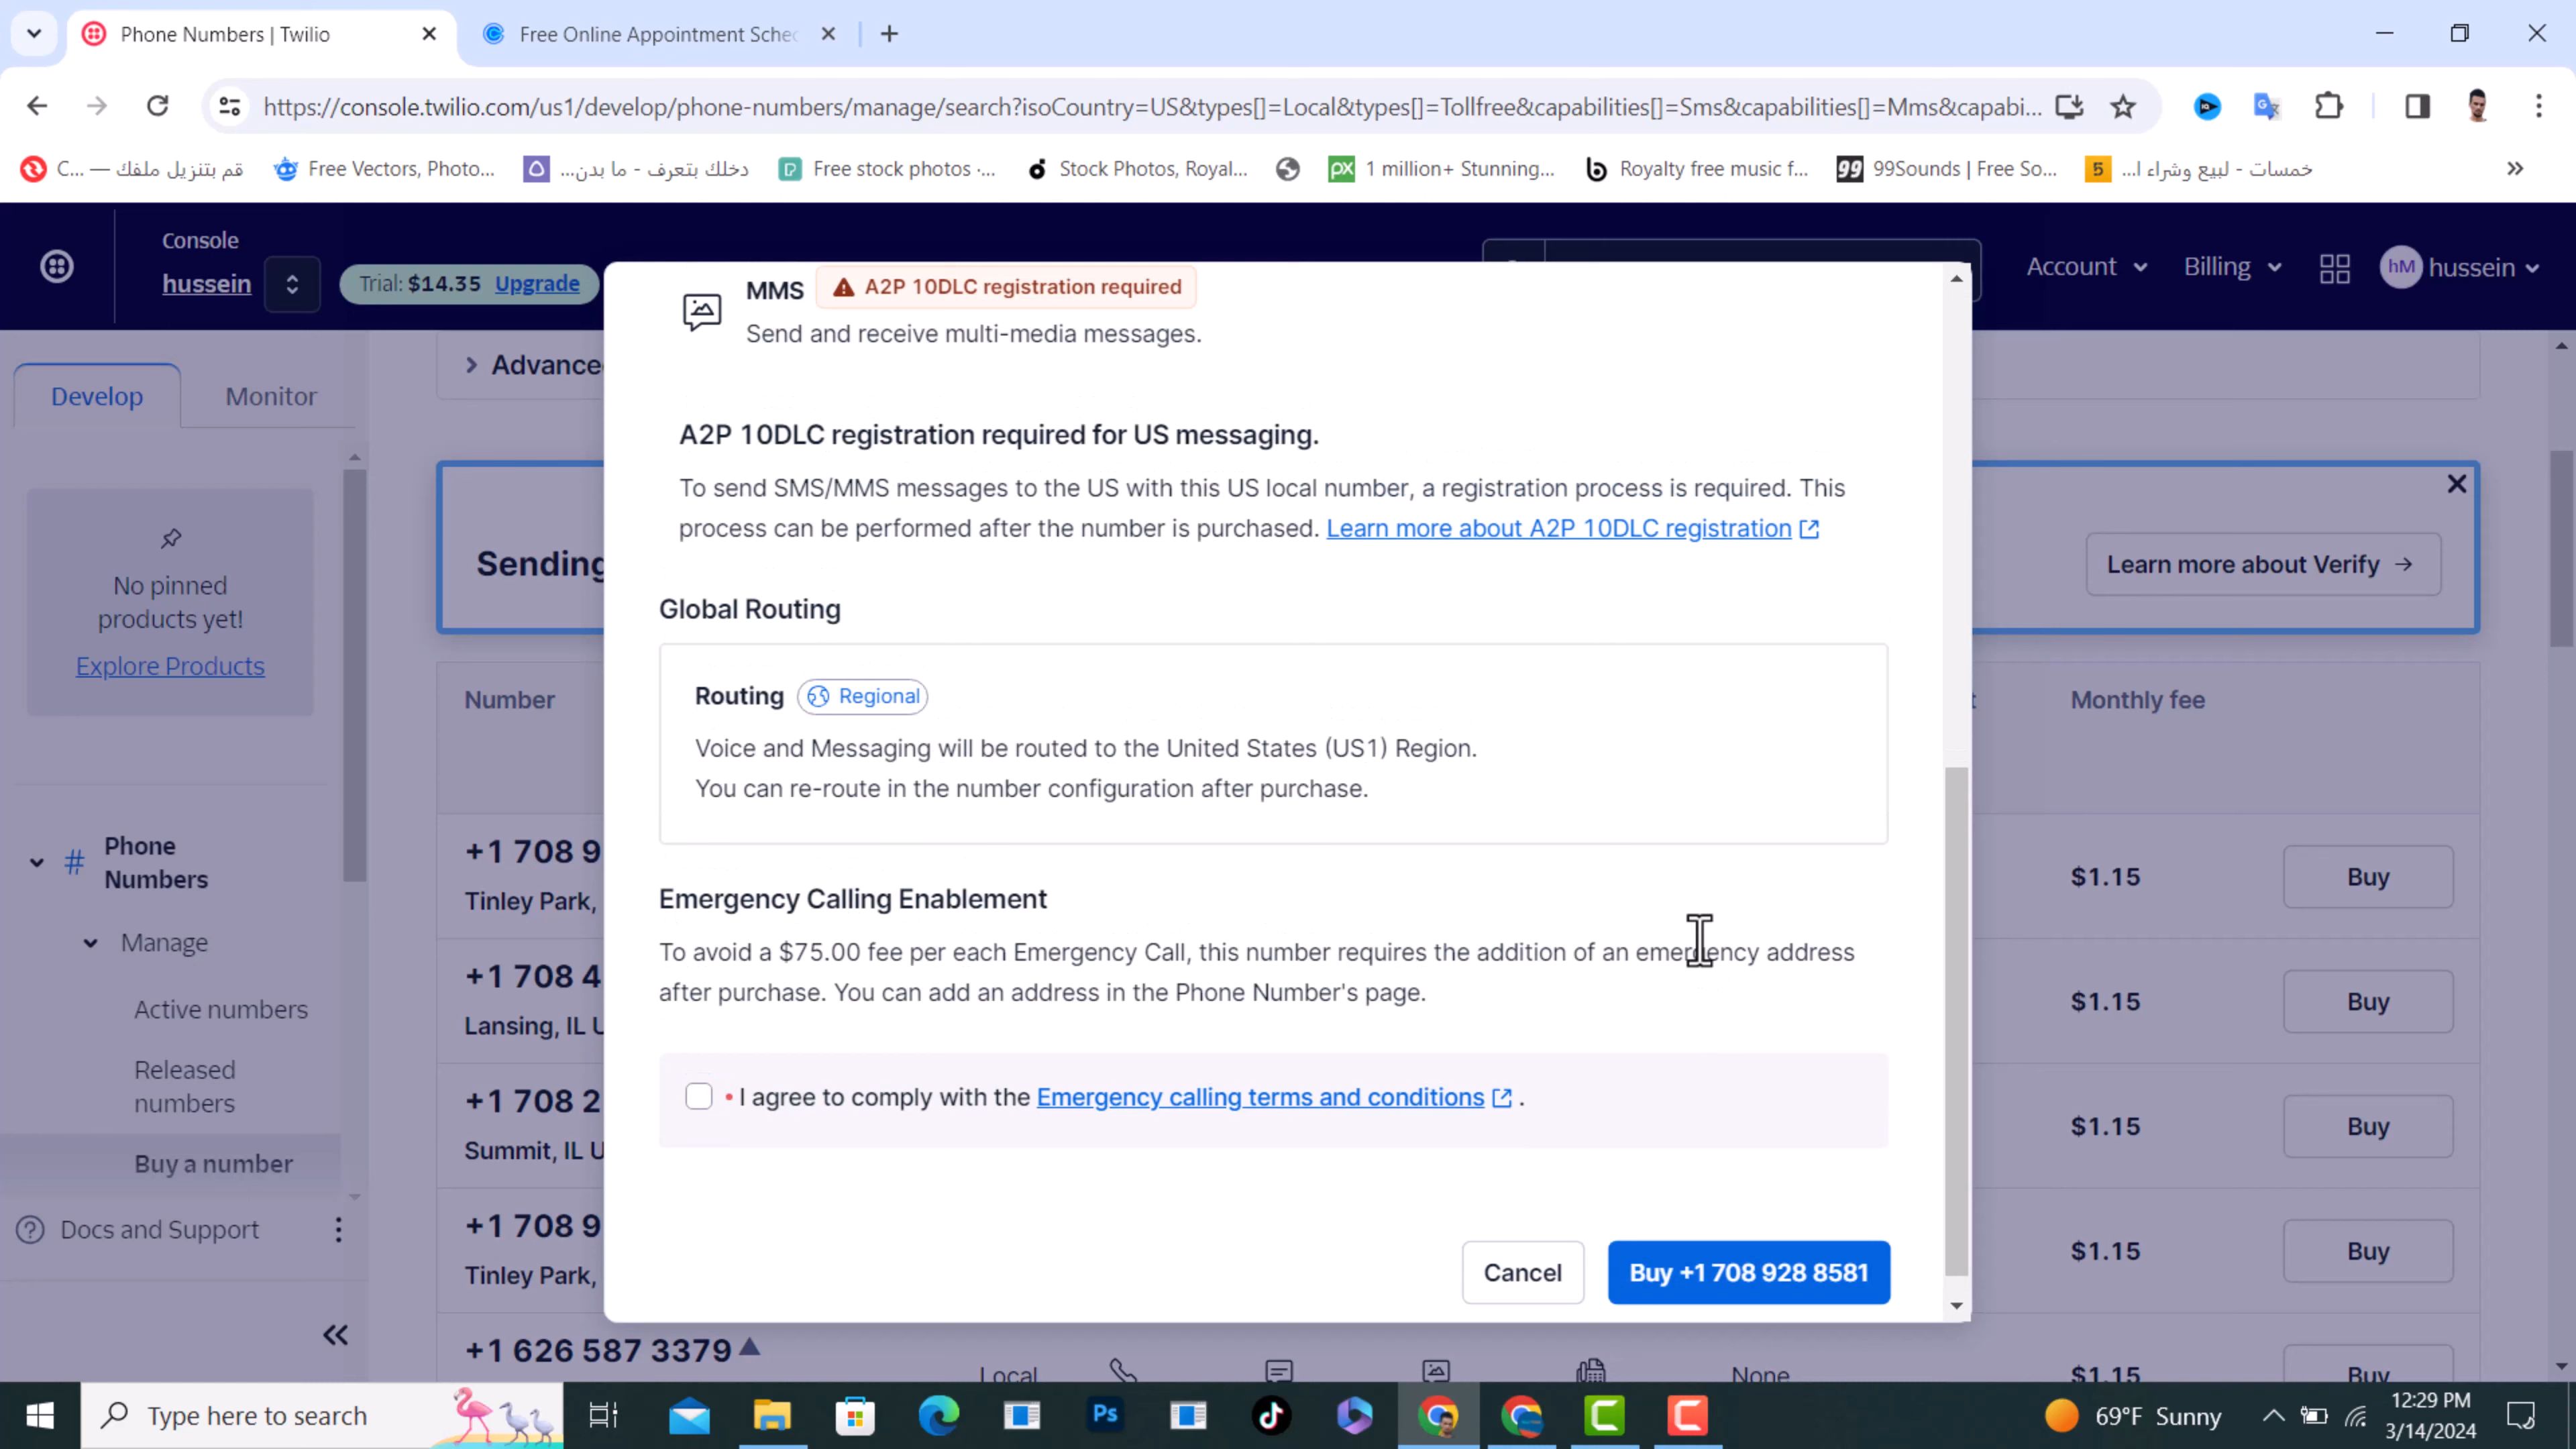 Phone Numbers | Twilio
Free Online Appointment Sched
https://console.twilio.com/us1/develop/phone-numbers/manage/search?isoCountry=US&types[]=Local&types[]=Tollfree&capabilities[]=Sms&capabilities[]=Mms&capabi...
C... — قم بتنزيل ملفك
Free Vectors, Photo...
دخلك بتعرف - ما بدن...
Free stock photos ·...
Stock Photos, Royal...
1 million+ Stunning...
Royalty free music f...
99Sounds | Free So...
خمسات - لبيع وشراء ا...
Console
hussein
Trial: $14.35 Upgrade
Account
Billing
hM hussein
Develop
Monitor
Advance
No pinned
products yet!
Explore Products
Phone
Numbers
Manage
Active numbers
Released
numbers
Buy a number
Docs and Support
Sending
Learn more about Verify →
Number
Monthly fee
+1 708 9
Tinley Park,
$1.15
Buy
+1 708 4
Lansing, IL U
$1.15
Buy
+1 708 2
Summit, IL U
$1.15
Buy
+1 708 9
Tinley Park,
$1.15
Buy
+1 626 587 3379
Local
None
$1.15
Buy
MMS
A2P 10DLC registration required
Send and receive multi-media messages.
A2P 10DLC registration required for US messaging.
To send SMS/MMS messages to the US with this US local number, a registration process is required. This
process can be performed after the number is purchased. Learn more about A2P 10DLC registration
Global Routing
Routing
Regional
Voice and Messaging will be routed to the United States (US1) Region.
You can re-route in the number configuration after purchase.
Emergency Calling Enablement
To avoid a $75.00 fee per each Emergency Call, this number requires the addition of an emergency address
after purchase. You can add an address in the Phone Number's page.
• I agree to comply with the Emergency calling terms and conditions .
Cancel
Buy +1 708 928 8581
Type here to search
Ps
69°F Sunny
12:29 PM
3/14/2024